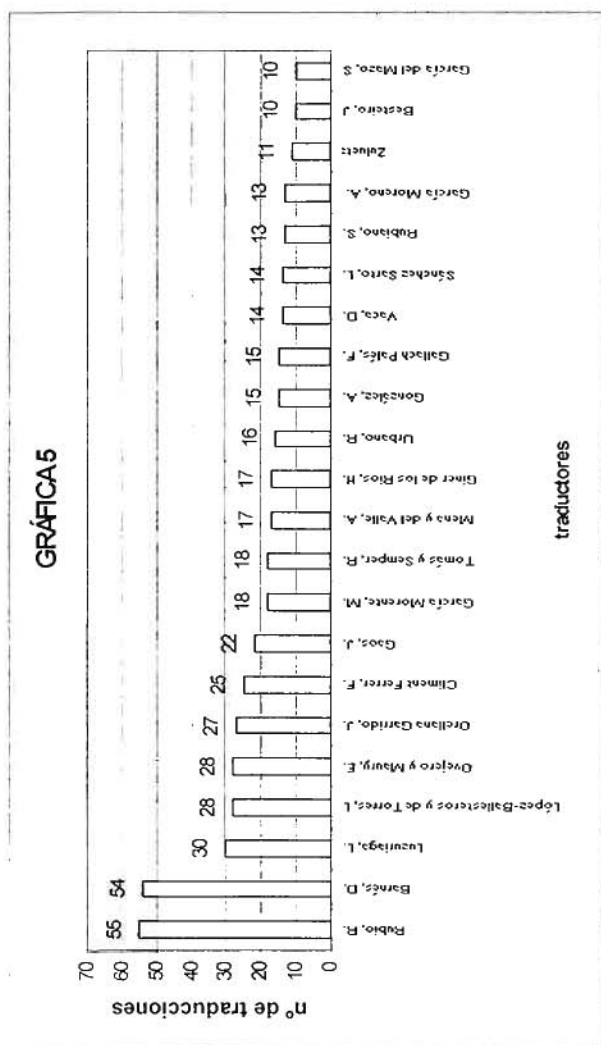 GRÁFICA 5
nº de traducciones
70
60
50
40
30
20
10
0
55
54
30
28
28
27
25
22
18
18
17
17
16
15
15
14
14
13
13
11
10
10
Rubio, R.
Barnés, D.
Luzuriaga, L.
López-Ballesteros y de Torres, L
Ovejero y Maury, E.
Orellana Garrido, J.
Climent Ferrer, F.
Gaos, J.
García Morente, M.
Tomás y Semper, R.
Mena y del Valle, A.
Giner de los Ríos, H.
Urbano, R.
González, A.
Gallach Palés, F.
Vaca, D.
Sánchez Sarto, L.
Rubiano, S.
García Moreno, A.
Zulueta
Besteiro, J
García del Mazo, S
traductores